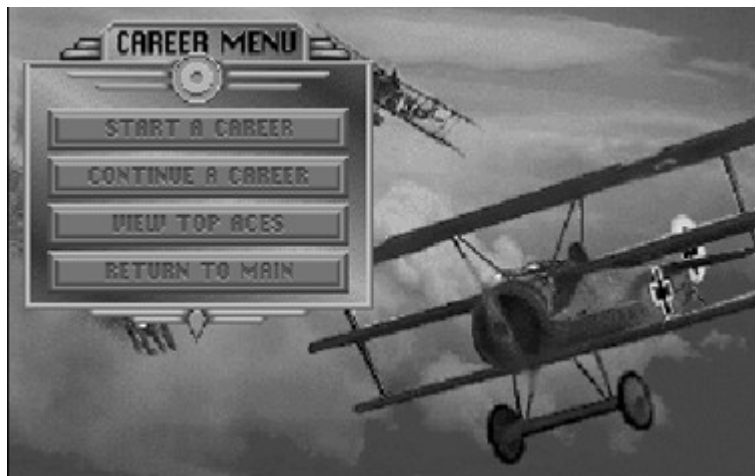 CAREER MENU
START A CAREER
CONTINUE A CAREER
VIEW TOP ACES
RETURN TO MAIN